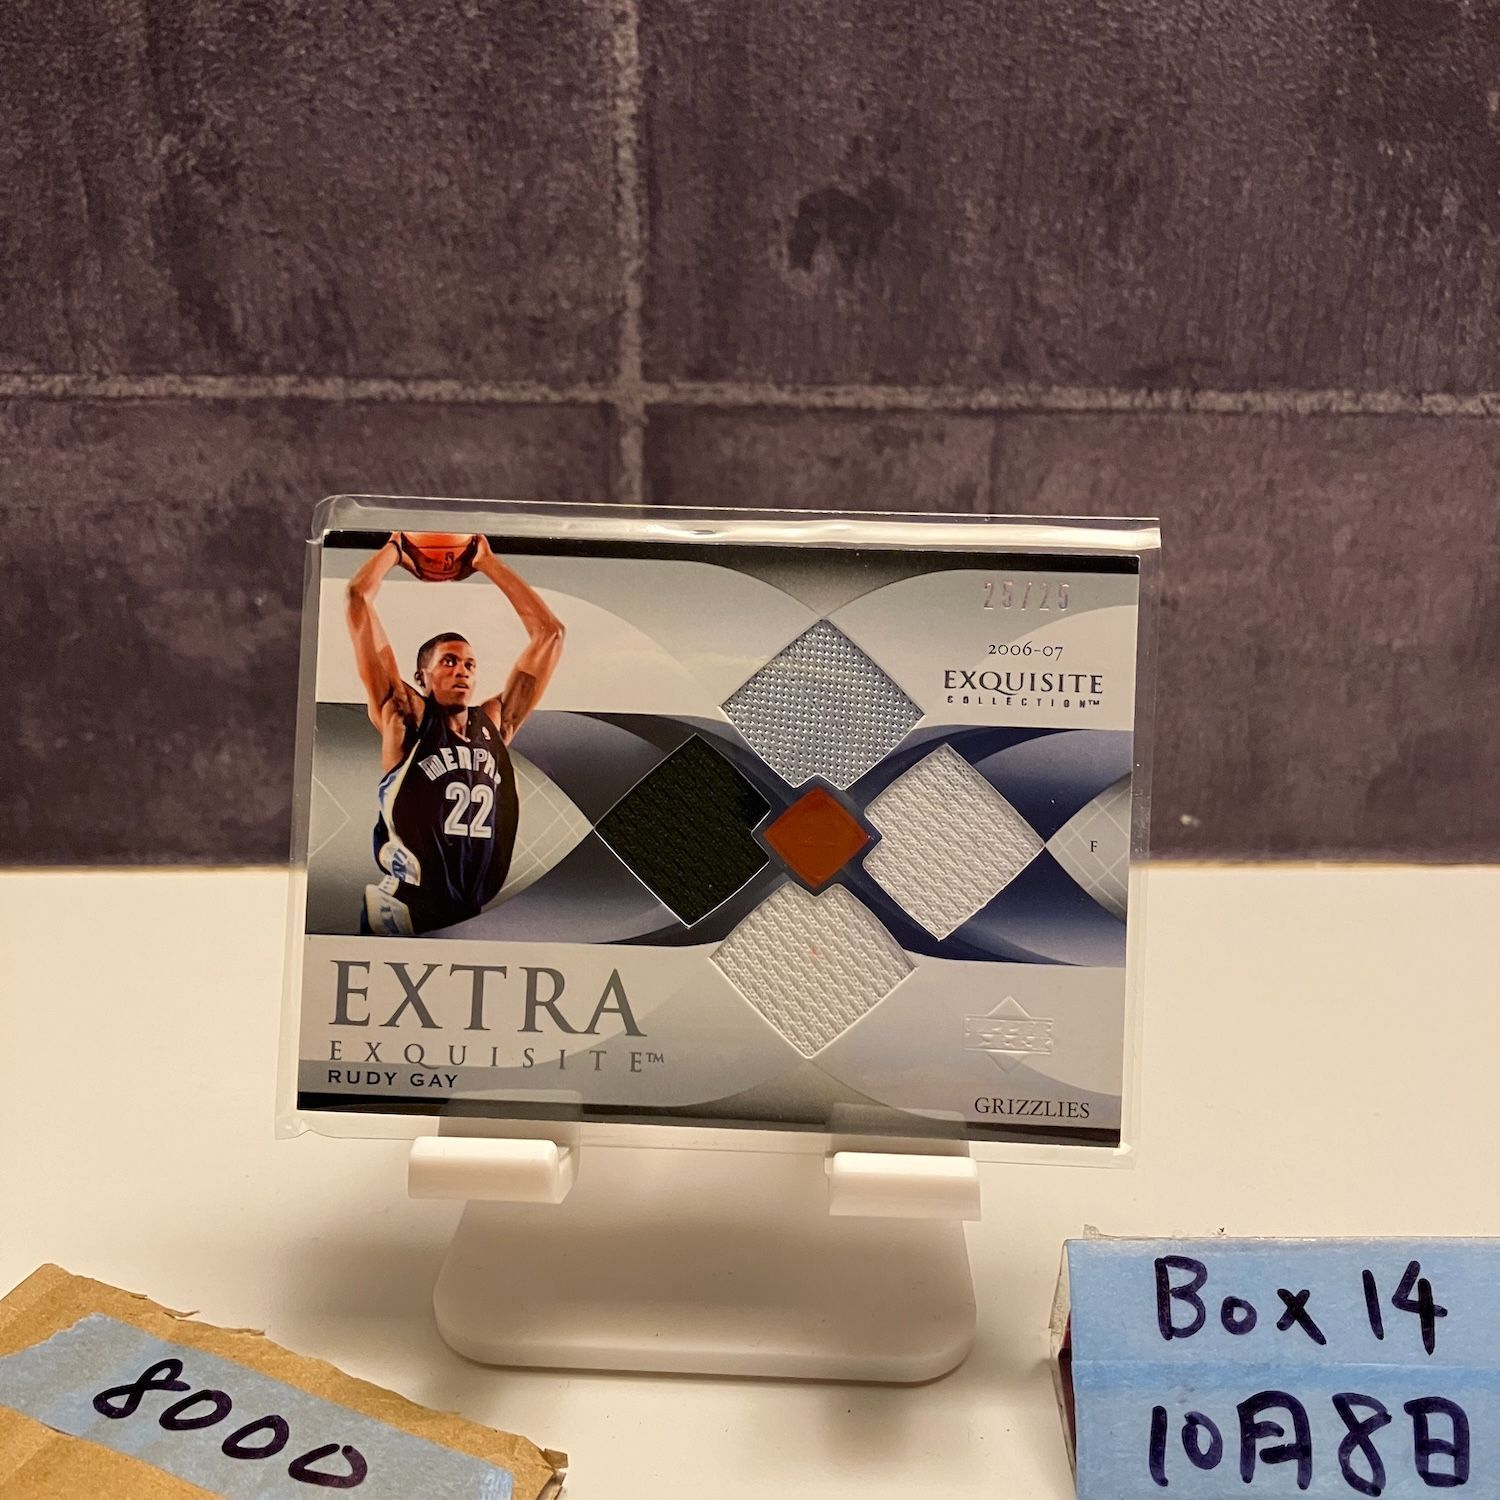 25/25
2006-07
EXQUISITE
COLLECTION™
22
F
EXTRA
EXQUISITE™
RUDY GAY
GRIZZLIES
8000
Box 14
10月8日